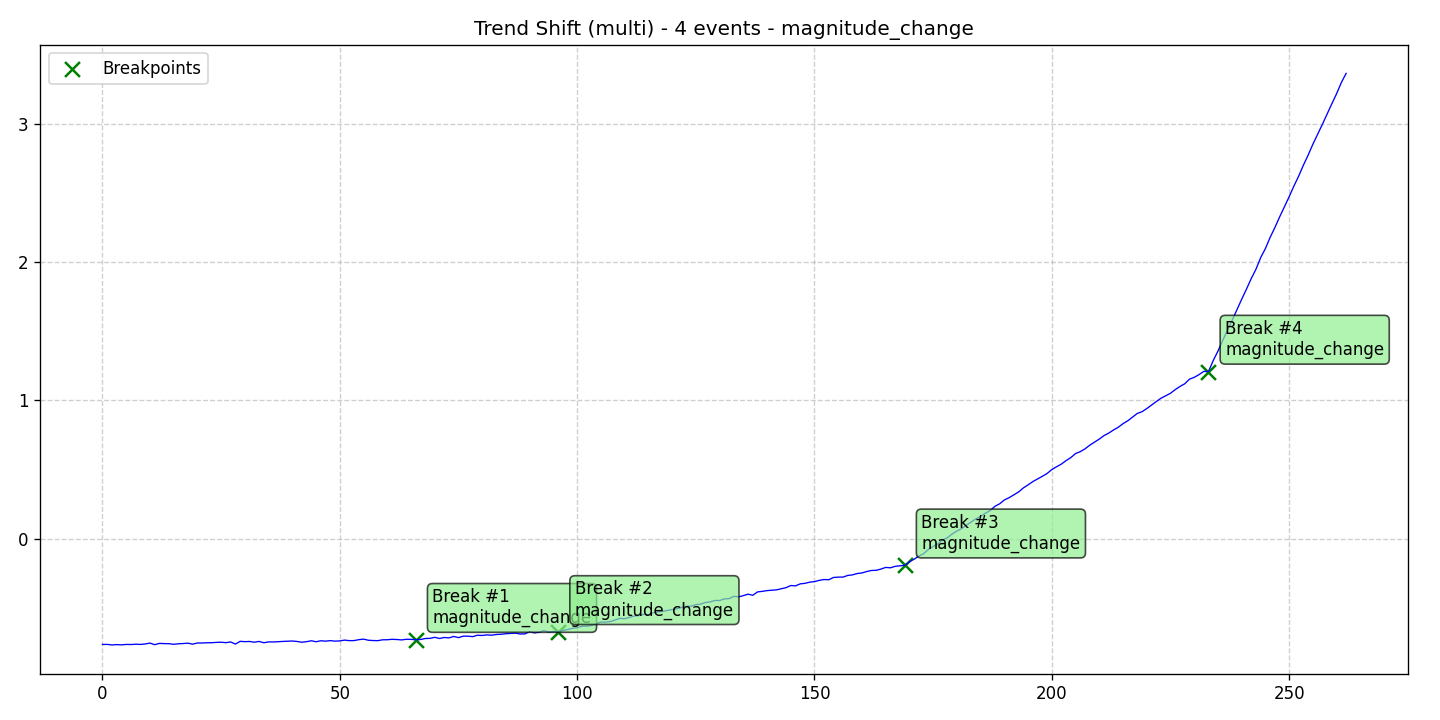 Trend Shift (multi) - 4 events - magnitude_change
Breakpoints
3
2
1
0
Break #4
magnitude_change
Break #3
magnitude_change
Break #1
magnitude_change
Break #2
magnitude_change
0
50
100
150
200
250